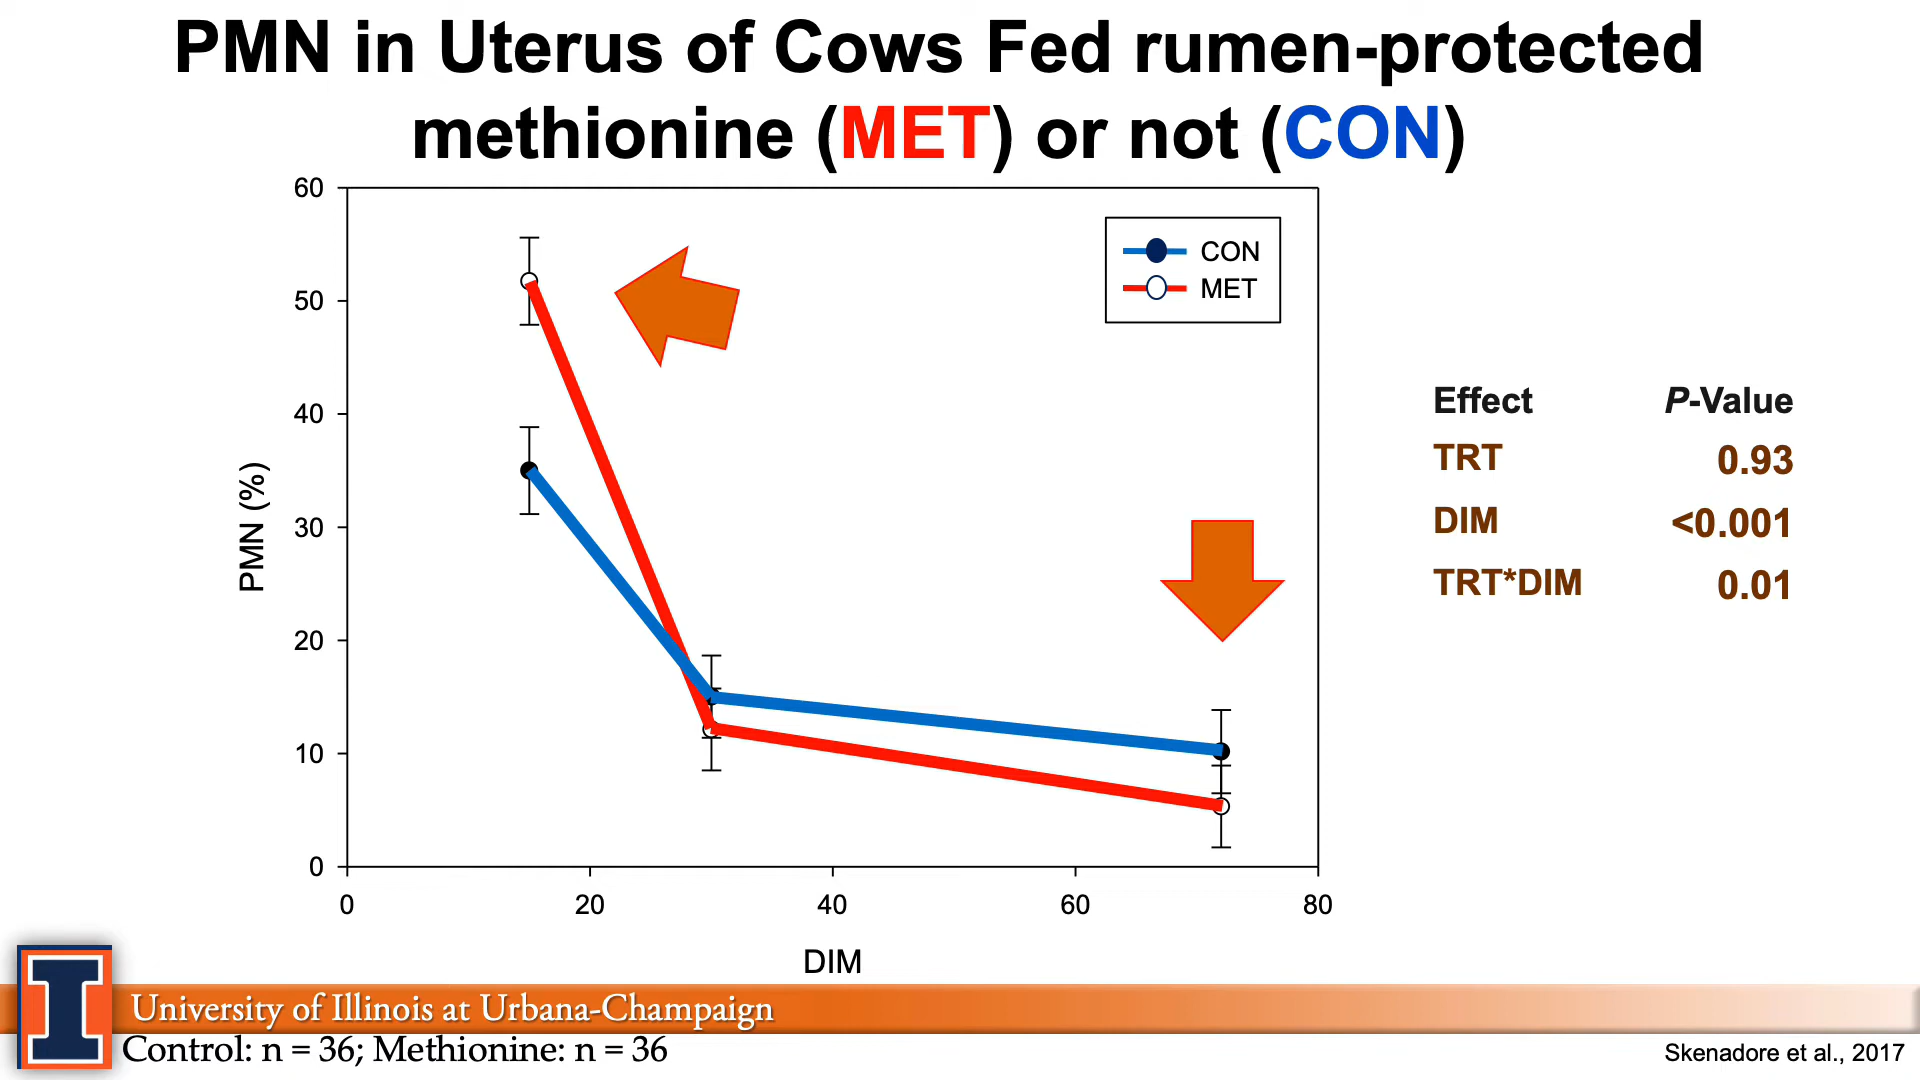 PMN in Uterus of Cows Fed rumen-protected
methionine (MET) or not (CON)
60
50
40
30
20
10
0
PMN (%)
0 20 40 60 80
DIM
CON
MET
Effect P-Value
TRT 0.93
DIM <0.001
TRT*DIM 0.01
I
University of Illinois at Urbana-Champaign
Control: n = 36; Methionine: n = 36
Skenadore et al., 2017